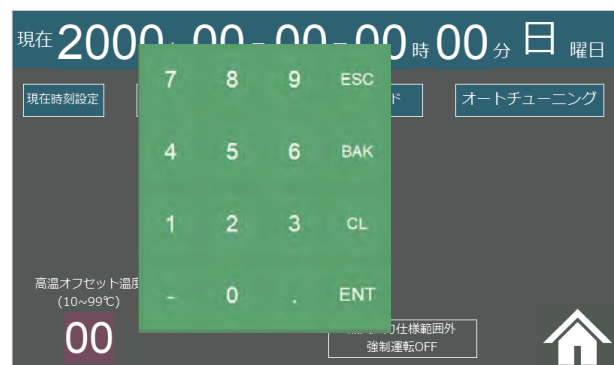 現在 2000 00 00 00 時 00 分 日 曜日
現在時刻設定 ド オートチューニング
7 8 9 ESC
4 5 6 BAK
1 2 3 CL
- 0 . ENT
高温オフセット温度
(10~99℃)
00
仕様範囲外
強制運転OFF